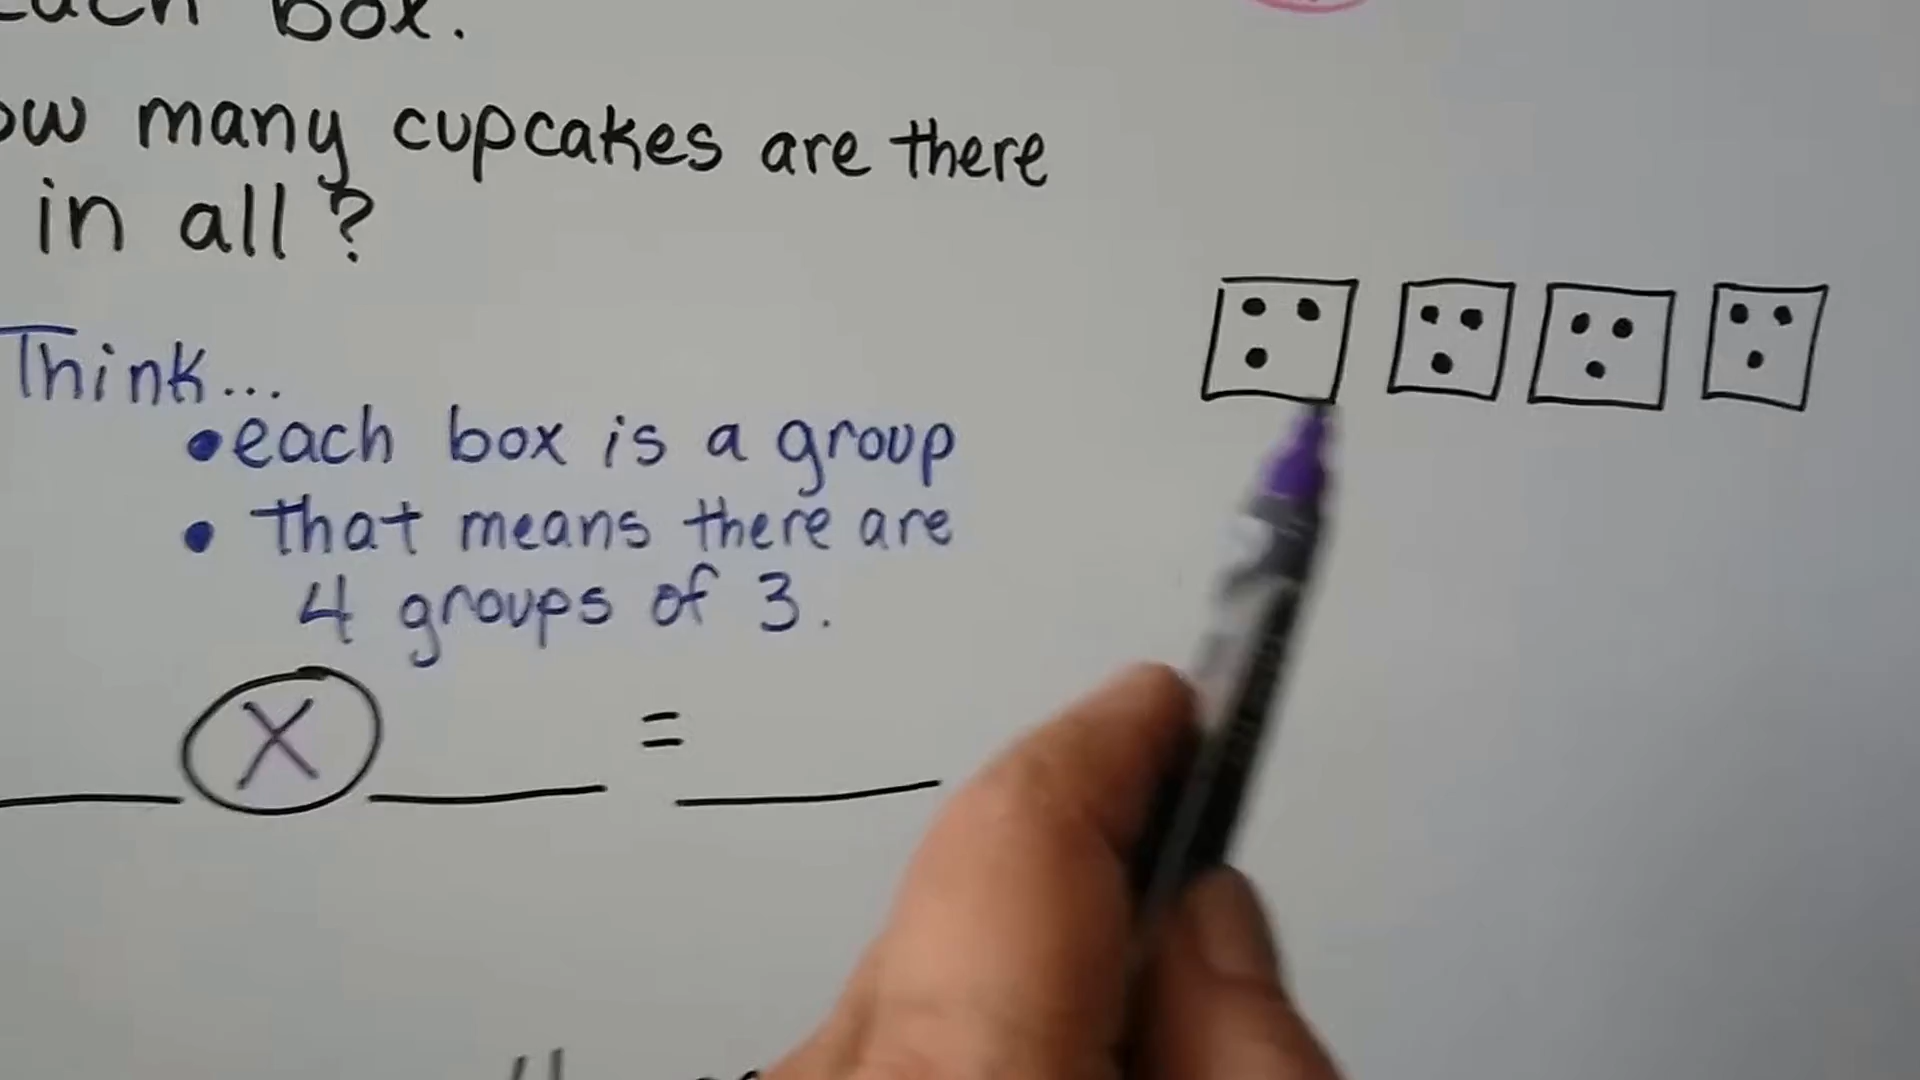 box.
many cupcakes are there
in all?
Think...
• each box is a group
• that means there are
4 groups of 3.
X =